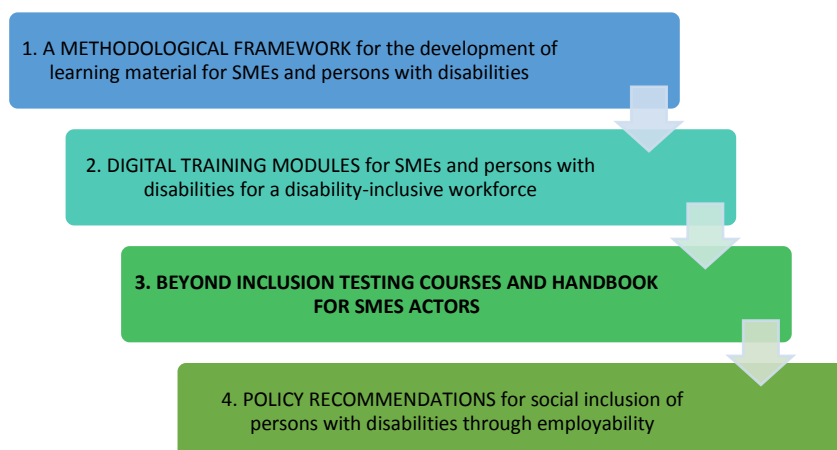 1. A METHODOLOGICAL FRAMEWORK for the development of
learning material for SMEs and persons with disabilities
2. DIGITAL TRAINING MODULES for SMEs and persons with
disabilities for a disability-inclusive workforce
3. BEYOND INCLUSION TESTING COURSES AND HANDBOOK
FOR SMES ACTORS
4. POLICY RECOMMENDATIONS for social inclusion of
persons with disabilities through employability